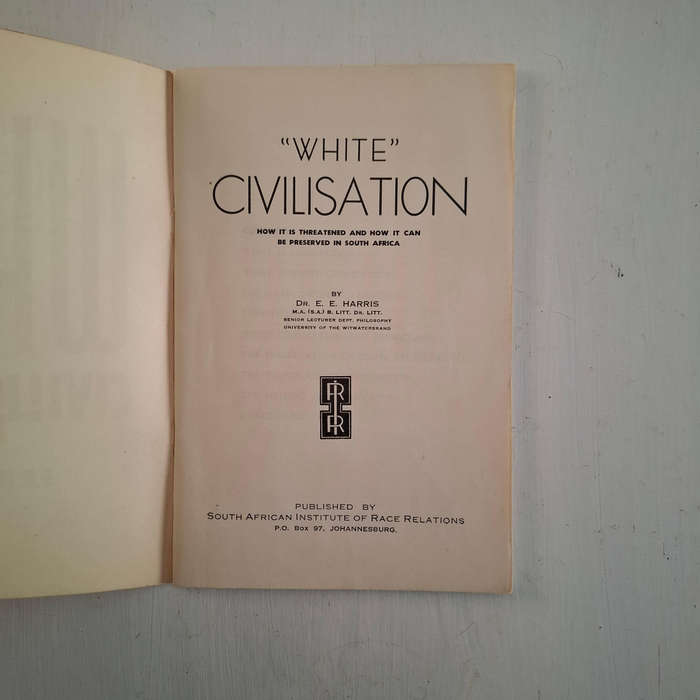 "WHITE"
CIVILISATION
HOW IT IS THREATENED AND HOW IT CAN
BE PRESERVED IN SOUTH AFRICA
BY
DR. E. E. HARRIS
M.A. (S.A.) B. LITT. DR. LITT.
SENIOR LECTURER DEPT. PHILOSOPHY
UNIVERSITY OF THE WITWATERSRAND
PUBLISHED BY
SOUTH AFRICAN INSTITUTE OF RACE RELATIONS
P.O. BOX 97, JOHANNESBURG.